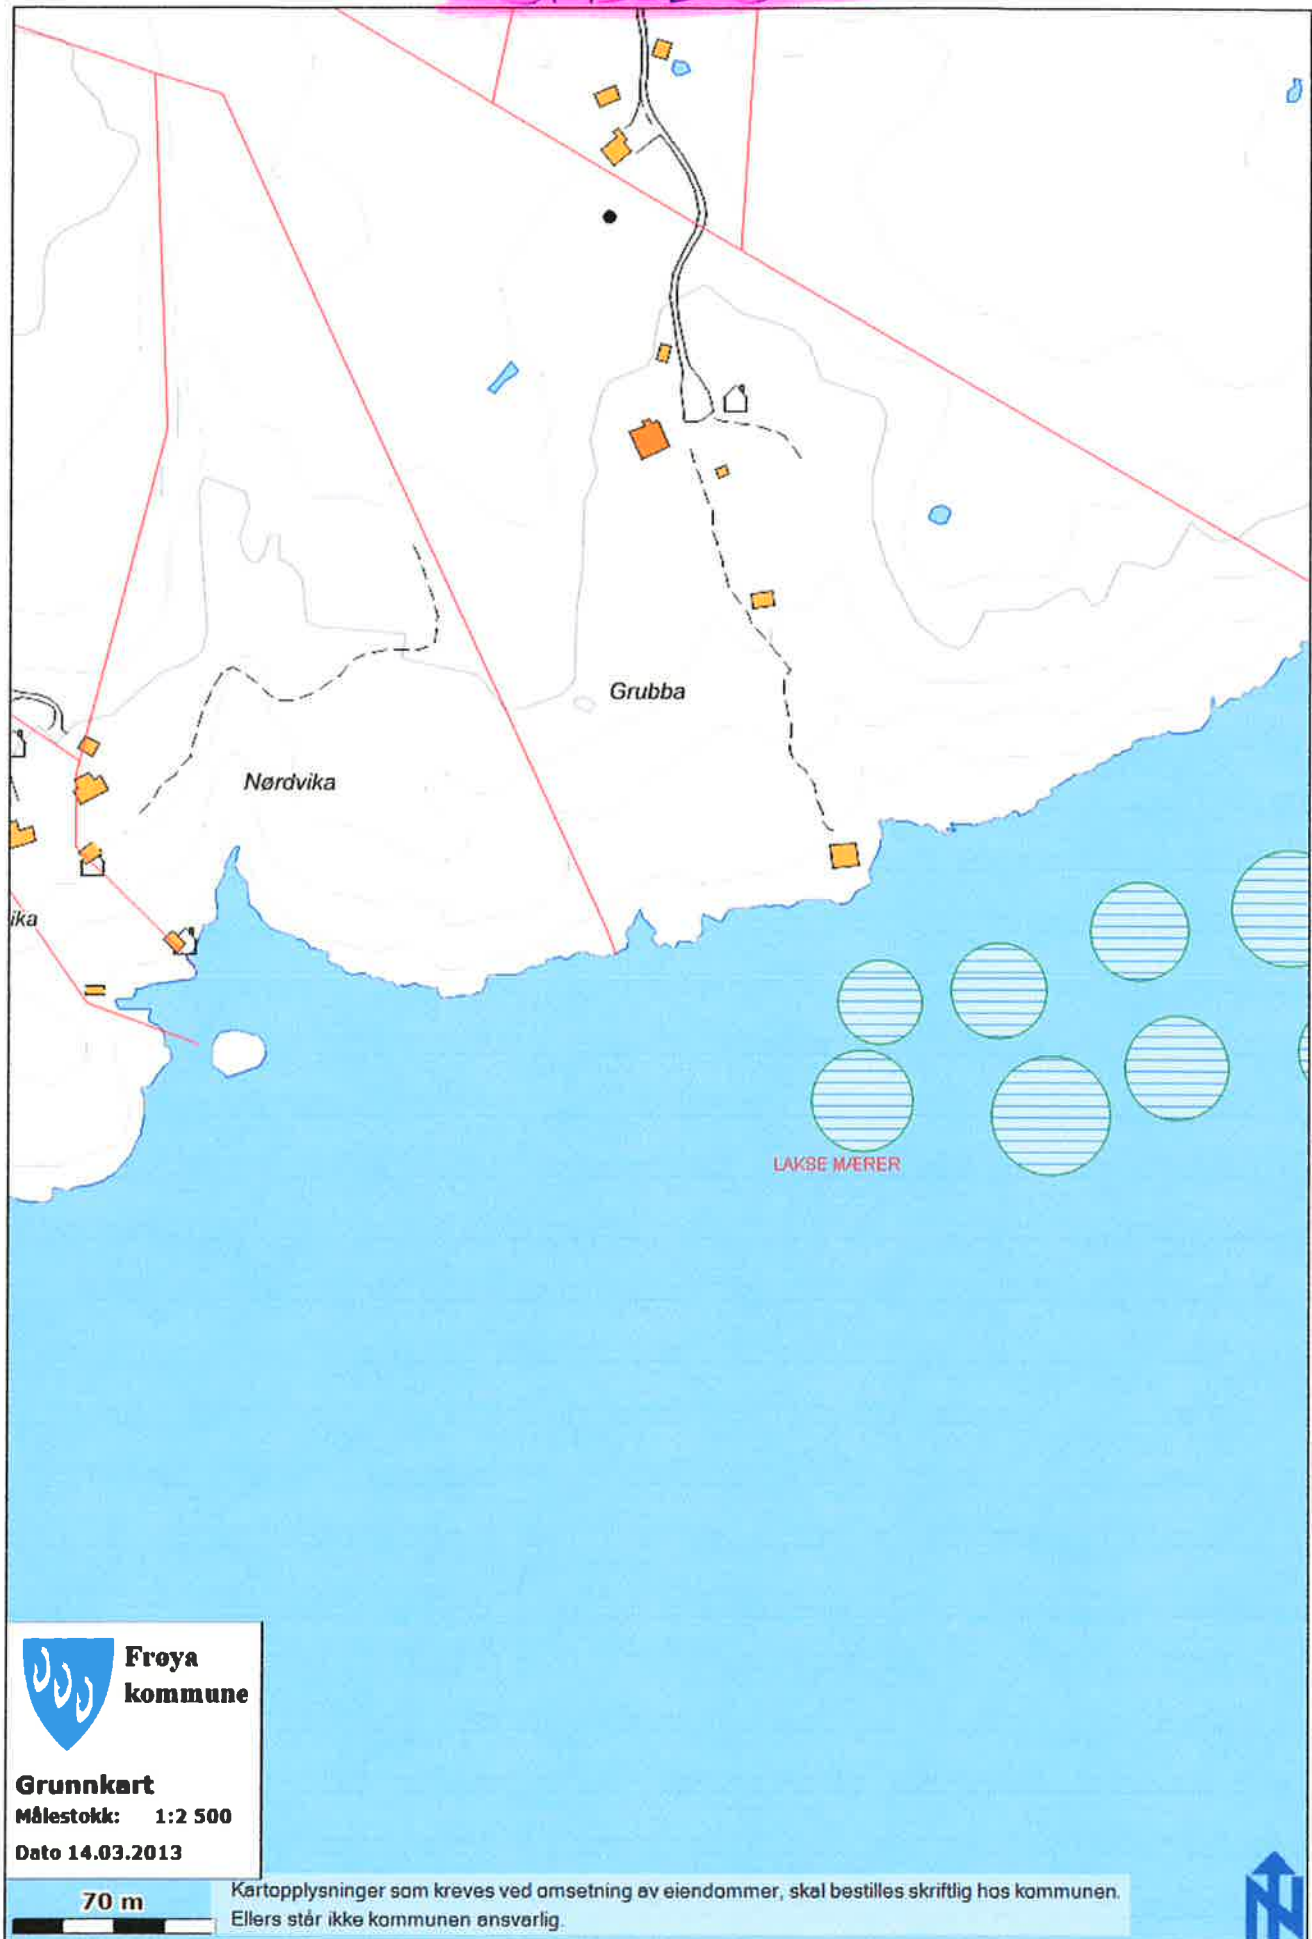 Grubba
Nørdvika
ika
LAKSE MÆRER
Frøya
kommune
Grunnkart
Målestokk: 1:2 500
Dato 14.03.2013
70 m
Kartopplysninger som kreves ved omsetning av eiendommer, skal bestilles skriftlig hos kommunen.
Ellers står ikke kommunen ansvarlig.
N